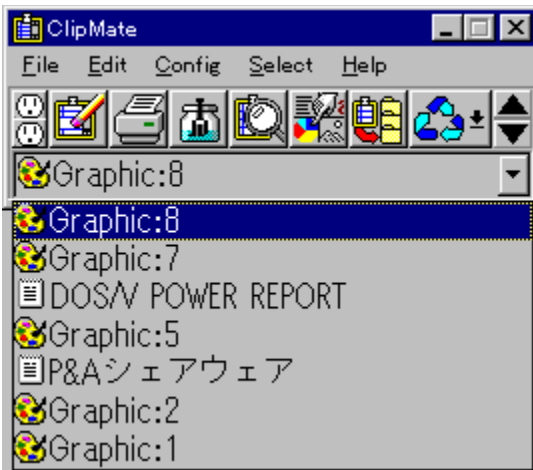 ClipMate
File Edit Config Select Help
Graphic:8
Graphic:8
Graphic:7
DOS/V POWER REPORT
Graphic:5
P&Aシェアウェア
Graphic:2
Graphic:1